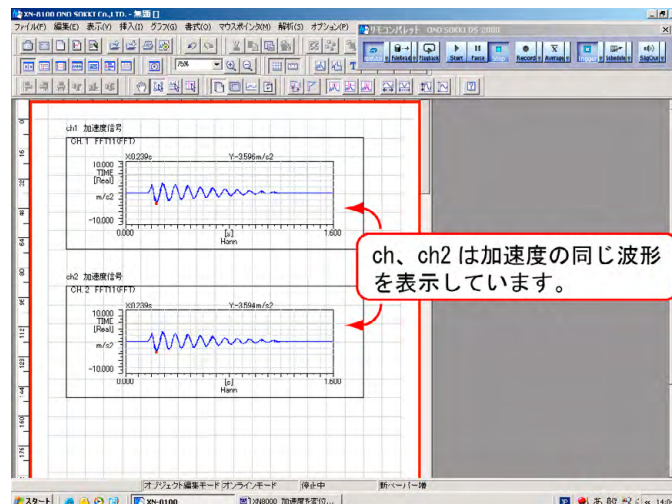 XN-8100 ONO SOKKI Co.,LTD. - 無題 []
ファイル(F) 編集(E) 表示(V) 挿入(I) グラフ(G) 書式(O) マウスポインタ(M) 解析(S) オプション(P)
リモコンパレット ONO SOKKI DS-2000
Playback Start Pause Stop Record Average Trigger Schedule SigOut
75%
ch1 加速度信号
CH.1 FFT11(FFT)
X:0.239s Y:-3.596m/s2
10.000
TIME
[Real]
m/s2
-10.000
0.000 [s] 1.600
Hann
ch、ch2 は加速度の同じ波形
を表示しています。
ch2 加速度信号
CH.2 FFT11(FFT)
X:0.239s Y:-3.594m/s2
10.000
TIME
[Real]
m/s2
-10.000
0.000 [s] 1.600
Hann
オブジェクト編集モード オンラインモード 停止中 新ペーパー増
スタート XN-8100 XN8000 加速度を変位...